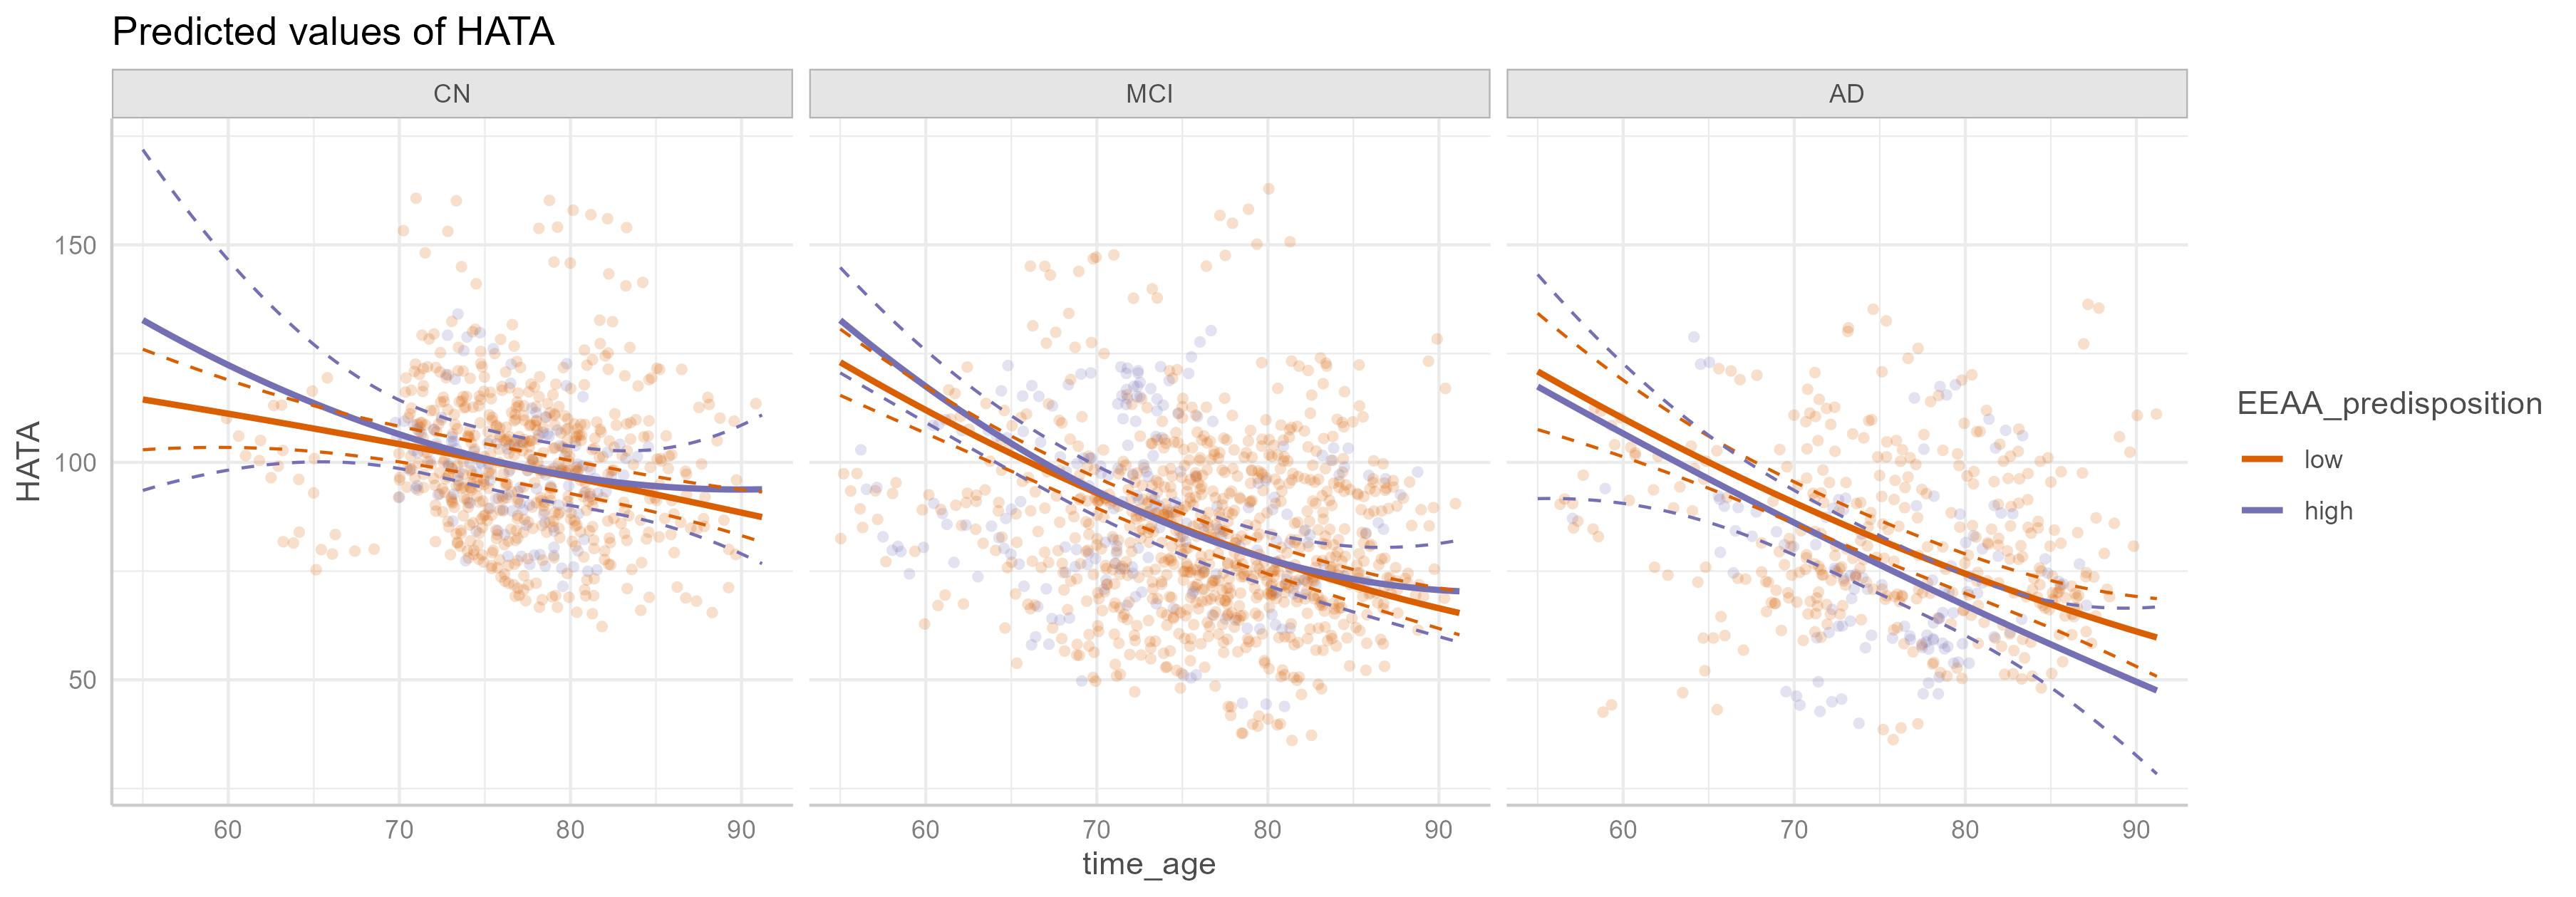 Predicted values of HATA
CN
MCI
AD
HATA
150
100
50
60 70 80 90
60 70 80 90
60 70 80 90
time_age
EEAA_predisposition
low
high